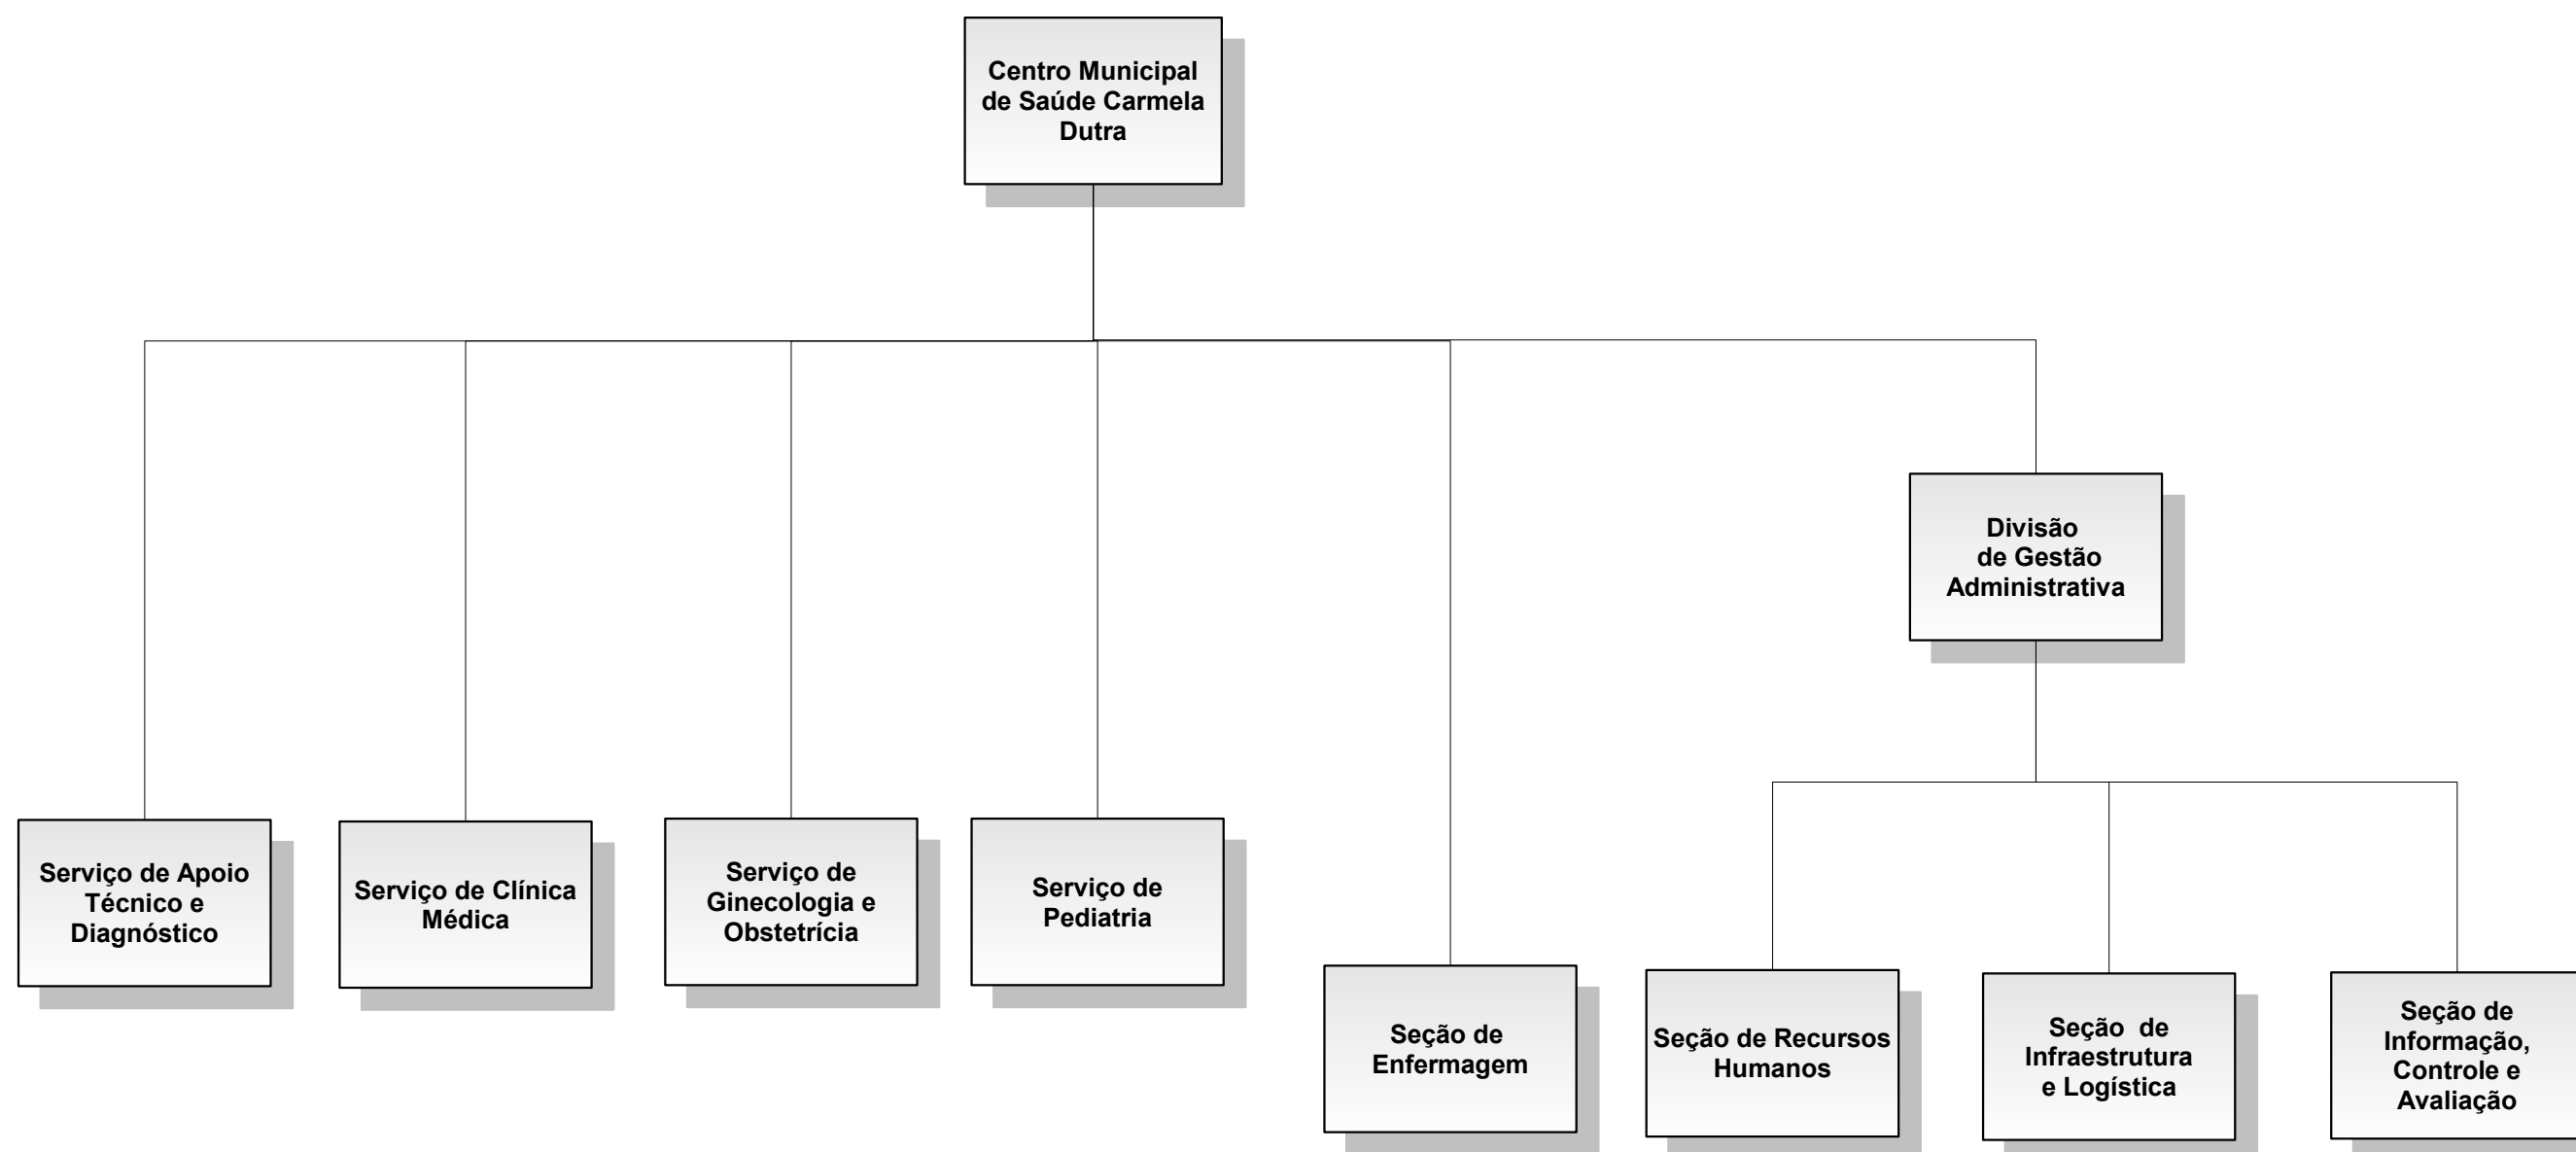 Centro Municipal
de Saúde Carmela
Dutra
Divisão
de Gestão
Administrativa
Serviço de Apoio
Técnico e
Diagnóstico
Serviço de Clínica
Médica
Serviço de
Ginecologia e
Obstetrícia
Serviço de
Pediatria
Seção de
Enfermagem
Seção de Recursos
Humanos
Seção  de
Infraestrutura
e Logística
Seção de
Informação,
Controle e
Avaliação